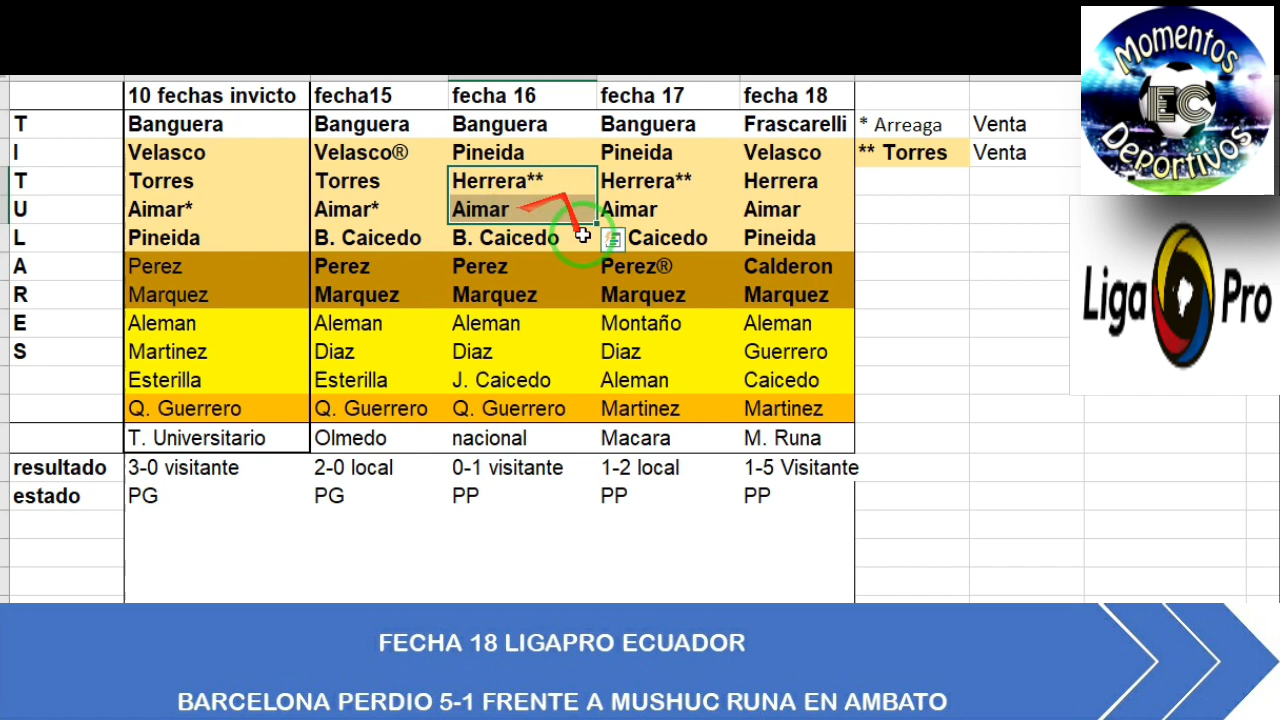 Momentos
EC
Deportivos
10 fechas invicto fecha15 fecha 16 fecha 17 fecha 18
T Banguera Banguera Banguera Banguera Frascarelli * Arreaga Venta
I Velasco Velasco® Pineida Pineida Velasco ** Torres Venta
T Torres Torres Herrera** Herrera** Herrera
U Aimar* Aimar* Aimar Aimar Aimar
L Pineida B. Caicedo B. Caicedo Caicedo Pineida
A Perez Perez Perez Perez® Calderon
R Marquez Marquez Marquez Marquez Marquez
E Aleman Aleman Aleman Montaño Aleman
S Martinez Diaz Diaz Diaz Guerrero
Esterilla Esterilla J. Caicedo Aleman Caicedo
Q. Guerrero Q. Guerrero Q. Guerrero Martinez Martinez
T. Universitario Olmedo nacional Macara M. Runa
resultado 3-0 visitante 2-0 local 0-1 visitante 1-2 local 1-5 Visitante
estado PG PG PP PP PP
Liga Pro
FECHA 18 LIGAPRO ECUADOR
BARCELONA PERDIO 5-1 FRENTE A MUSHUC RUNA EN AMBATO